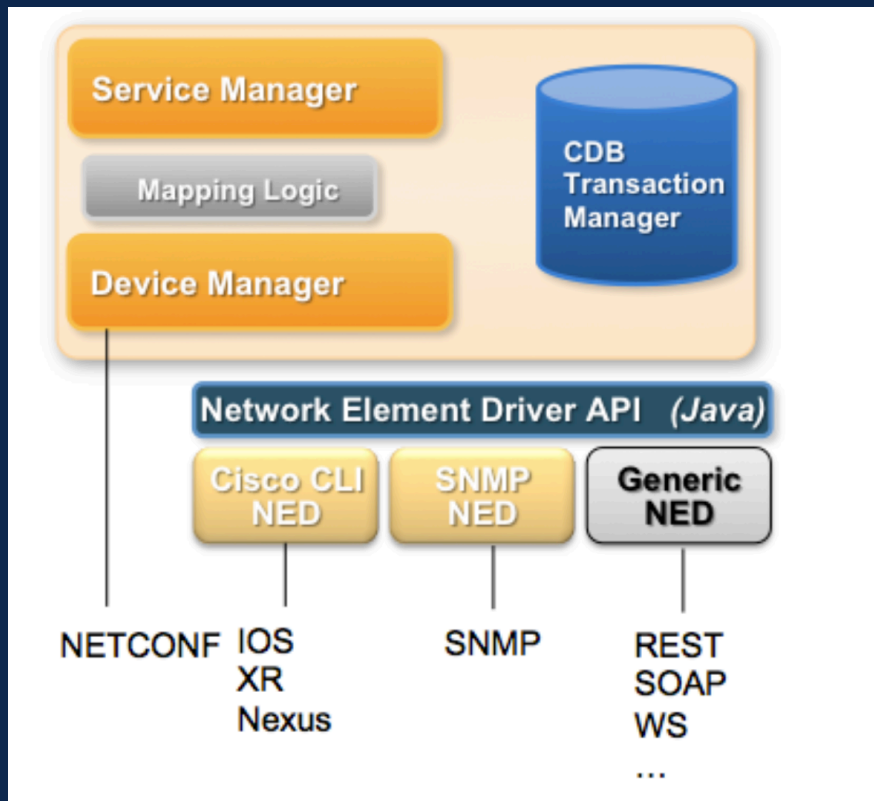 Service Manager
Mapping Logic
Device Manager
CDB
Transaction
Manager
Network Element Driver API (Java)
Cisco CLI
NED
SNMP
NED
Generic
NED
NETCONF
IOS
XR
Nexus
SNMP
REST
SOAP
WS
...